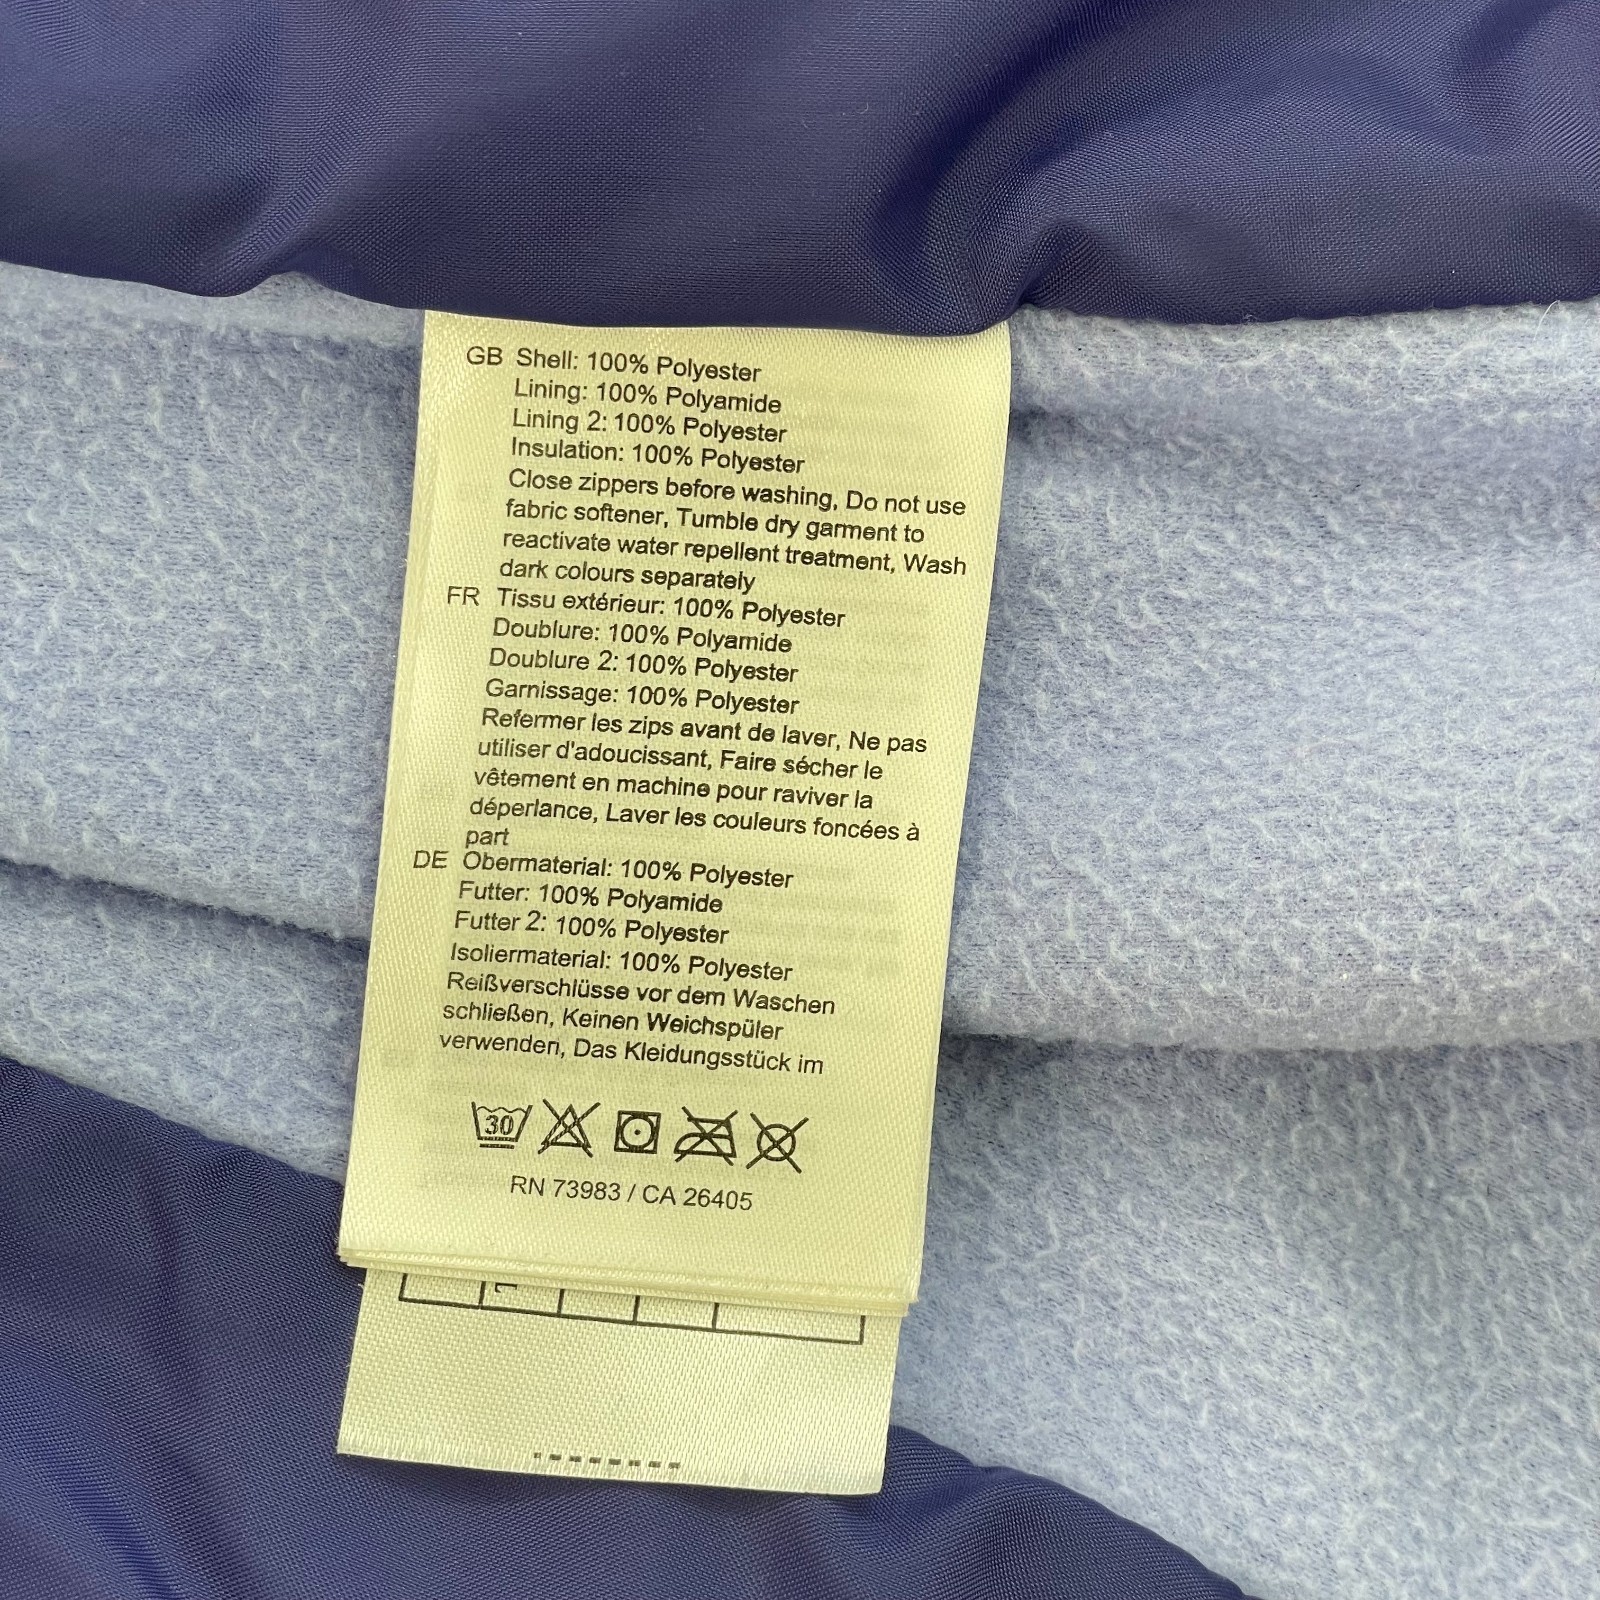 GB Shell: 100% Polyester
Lining: 100% Polyamide
Lining 2: 100% Polyester
Insulation: 100% Polyester
Close zippers before washing, Do not use
fabric softener, Tumble dry garment to
reactivate water repellent treatment, Wash
dark colours separately
FR Tissu extérieur: 100% Polyester
Doublure: 100% Polyamide
Doublure 2: 100% Polyester
Garnissage: 100% Polyester
Refermer les zips avant de laver, Ne pas
utiliser d'adoucissant, Faire sécher le
vêtement en machine pour raviver la
déperlance, Laver les couleurs foncées à
part
DE Obermaterial: 100% Polyester
Futter: 100% Polyamide
Futter 2: 100% Polyester
Isoliermaterial: 100% Polyester
Reißverschlüsse vor dem Waschen
schließen, Keinen Weichspüler
verwenden, Das Kleidungsstück im
30
RN 73983 / CA 26405